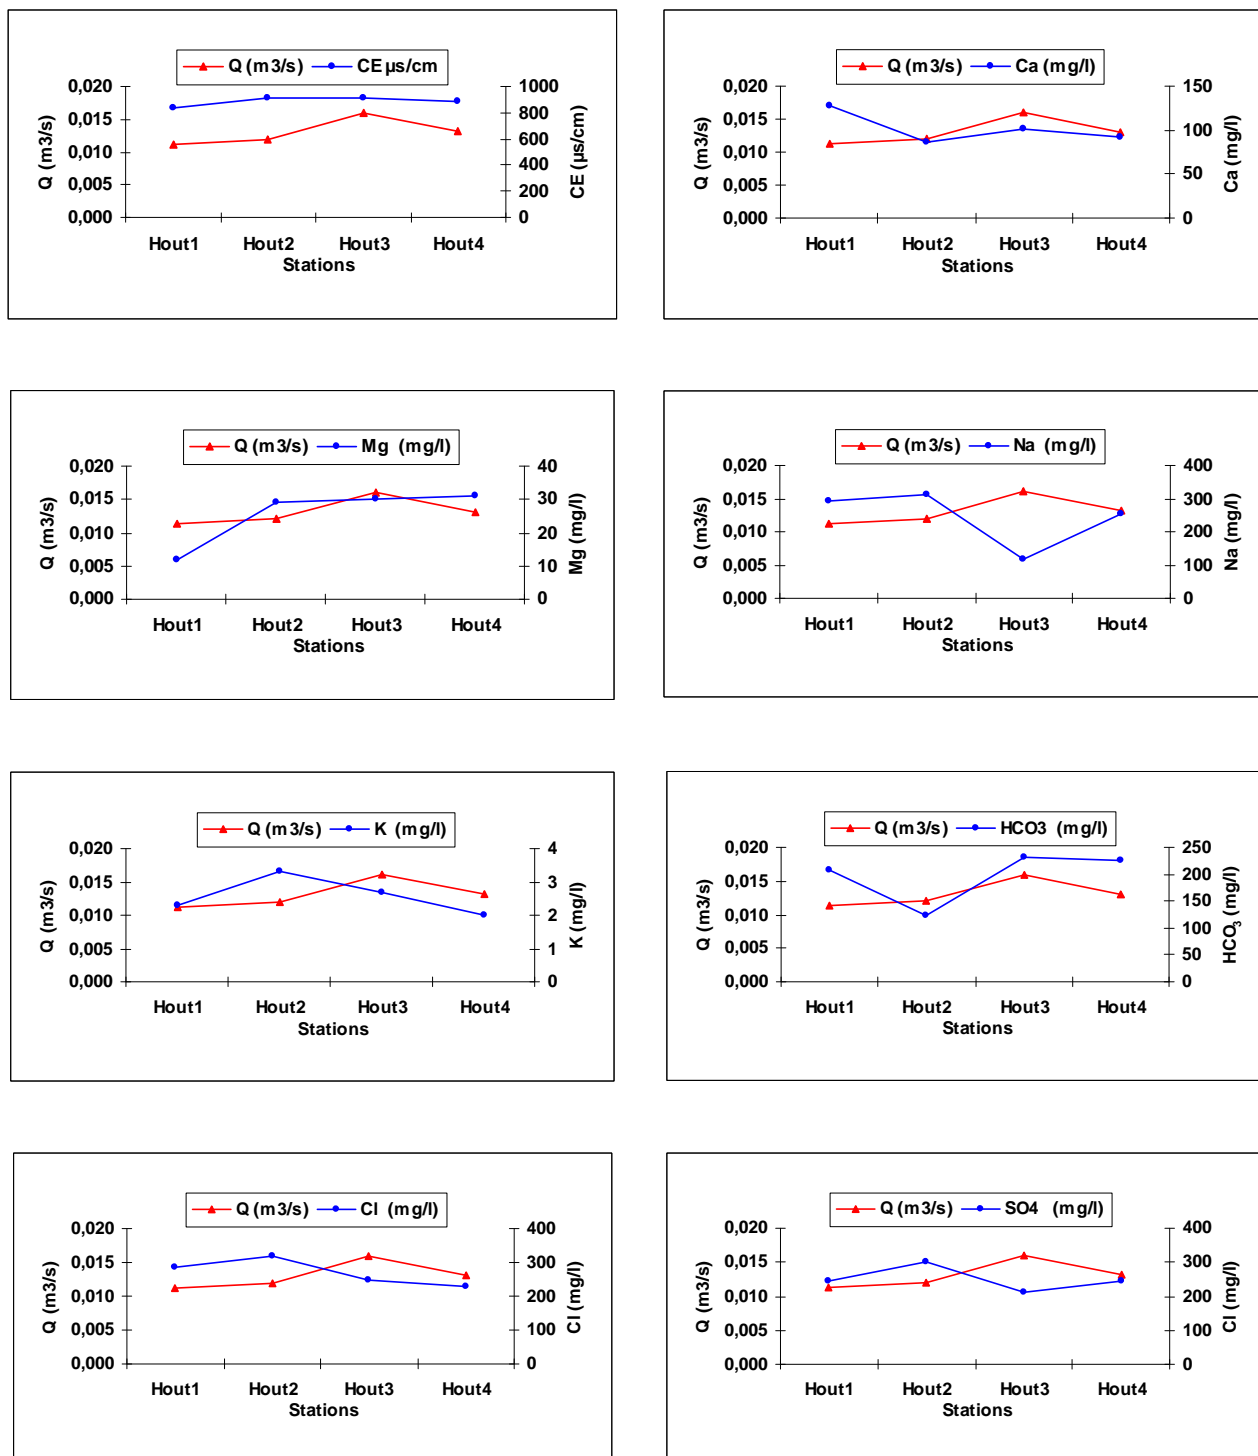 Q (m3/s) CE µs/cm
Q (m3/s)
0,020
0,015
0,010
0,005
0,000
1000
800
600
400
200
0
CE (µs/cm)
Hout1 Hout2 Hout3 Hout4
Stations
Q (m3/s) Ca (mg/l)
Q (m3/s)
0,020
0,015
0,010
0,005
0,000
150
100
50
0
Ca (mg/l)
Hout1 Hout2 Hout3 Hout4
Stations
Q (m3/s) Mg (mg/l)
Q (m3/s)
0,020
0,015
0,010
0,005
0,000
40
30
20
10
0
Mg (mg/l)
Hout1 Hout2 Hout3 Hout4
Stations
Q (m3/s) Na (mg/l)
Q (m3/s)
0,020
0,015
0,010
0,005
0,000
400
300
200
100
0
Na (mg/l)
Hout1 Hout2 Hout3 Hout4
Stations
Q (m3/s) K (mg/l)
Q (m3/s)
0,020
0,015
0,010
0,005
0,000
4
3
2
1
0
K (mg/l)
Hout1 Hout2 Hout3 Hout4
Stations
Q (m3/s) HCO3 (mg/l)
Q (m3/s)
0,020
0,015
0,010
0,005
0,000
250
200
150
100
50
0
HCO₃ (mg/l)
Hout1 Hout2 Hout3 Hout4
Stations
Q (m3/s) Cl (mg/l)
Q (m3/s)
0,020
0,015
0,010
0,005
0,000
400
300
200
100
0
Cl (mg/l)
Hout1 Hout2 Hout3 Hout4
Stations
Q (m3/s) SO4 (mg/l)
Q (m3/s)
0,020
0,015
0,010
0,005
0,000
400
300
200
100
0
Cl (mg/l)
Hout1 Hout2 Hout3 Hout4
Stations